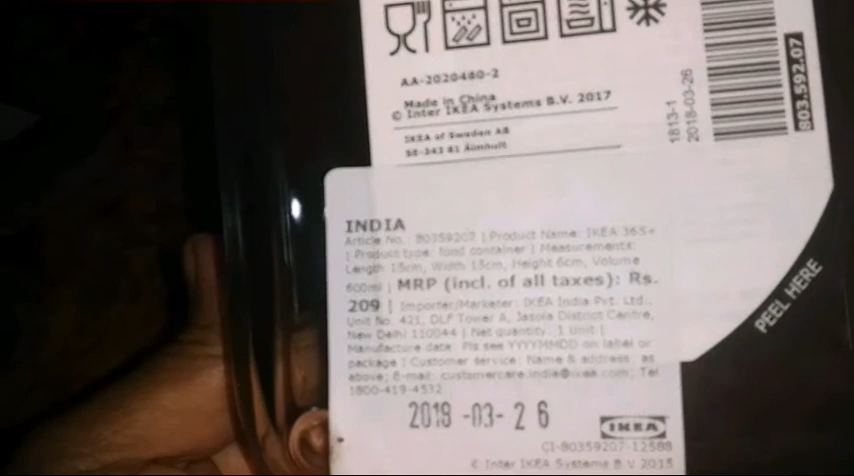 AA-2020480-2
Made in China
© Inter IKEA Systems B.V. 2017
IKEA of Sweden AB
SE-343 81 Älmhult
1813-1
2018-03-26
803.592.07
PEEL HERE
INDIA
Article No.: 80359207 | Product Name: IKEA 365+
| Product type: food container | Measurements:
Length 15cm, Width 15cm, Height 6cm, Volume
600ml | MRP (incl. of all taxes): Rs.
209 | Importer/Marketer: IKEA India Pvt. Ltd.,
Unit No. 421, DLF Tower A, Jasola District Centre,
New Delhi 110044 | Net quantity: 1 Unit |
Manufacture date: Pls see YYYYMMDD on label or
package | Customer service: Name & address: as
above; E-mail: customercare.india@ikea.com; Tel
1800-419-4532
2018 -03- 2 6
IKEA
CI-80359207-12588
© Inter IKEA Systems B.V 2015